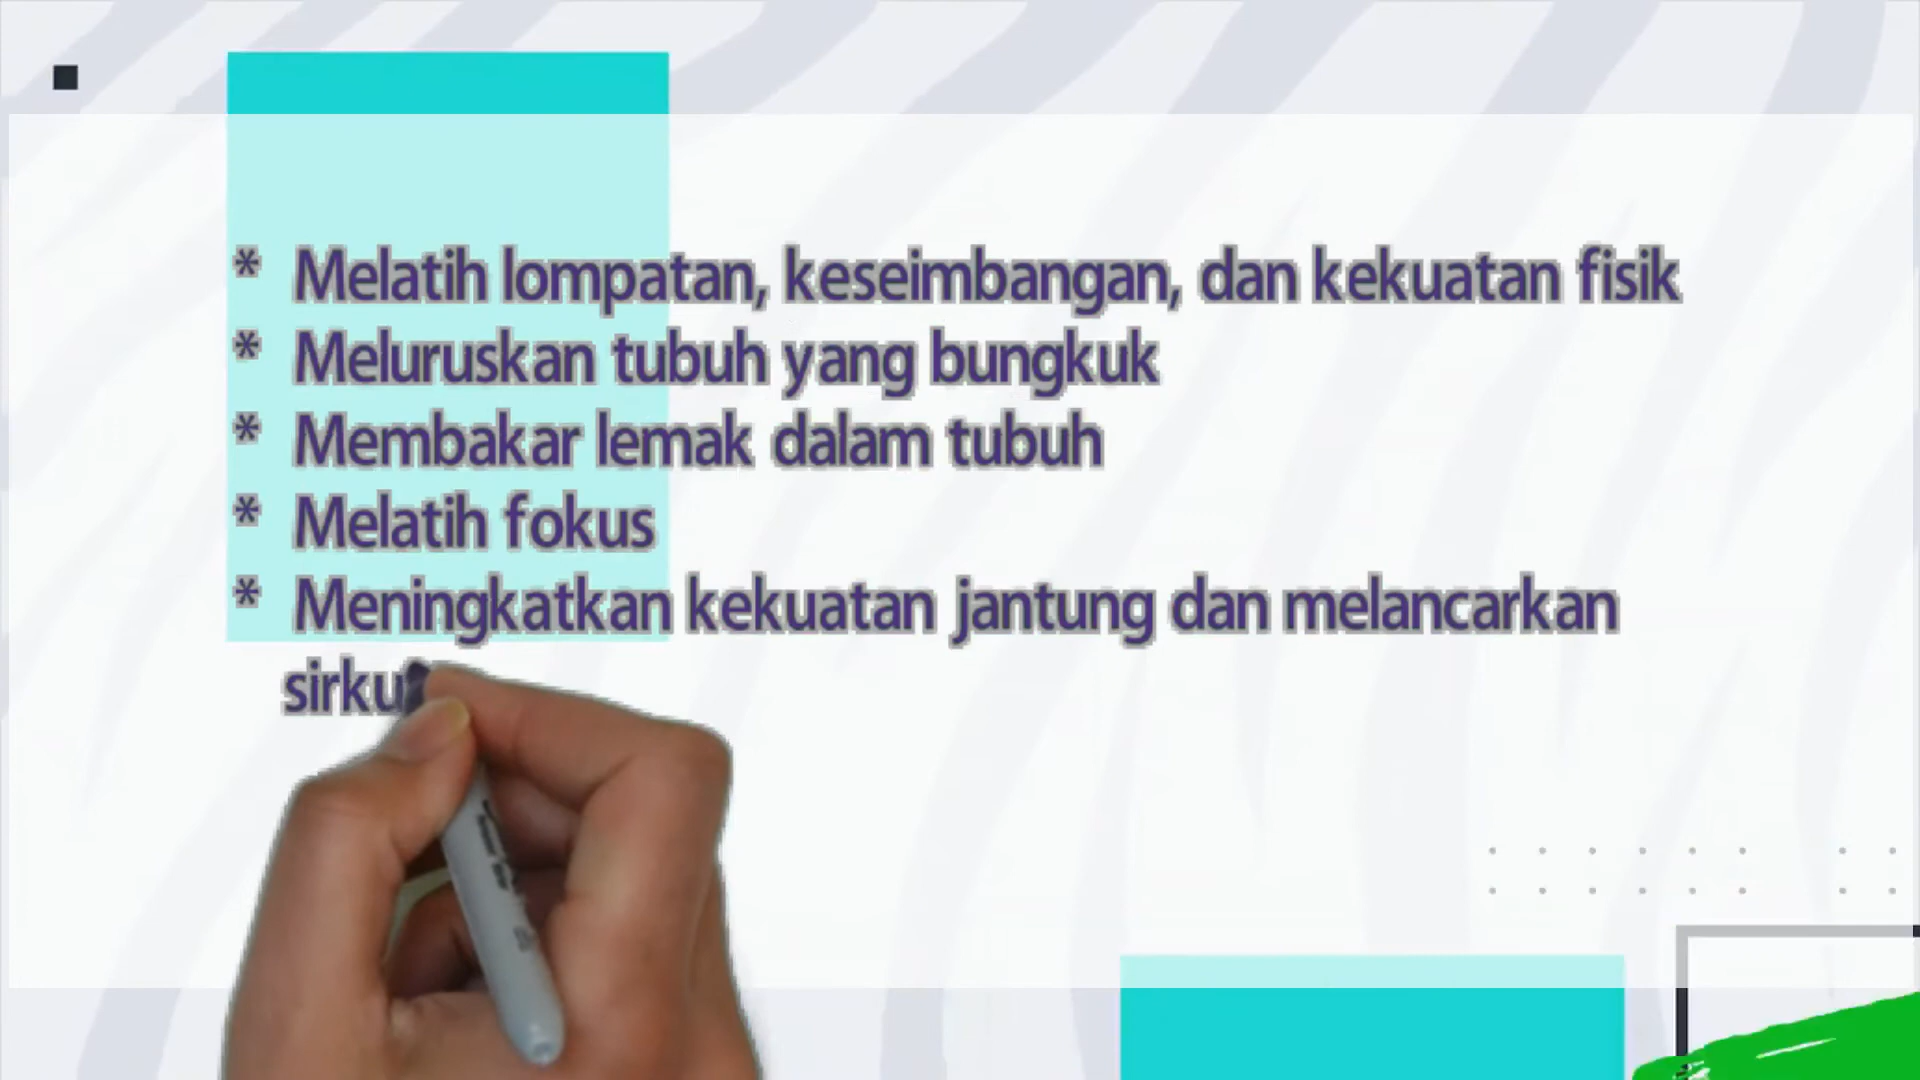 * Melatih lompatan, keseimbangan, dan kekuatan fisik
* Meluruskan tubuh yang bungkuk
* Membakar lemak dalam tubuh
* Melatih fokus
* Meningkatkan kekuatan jantung dan melancarkan
sirku